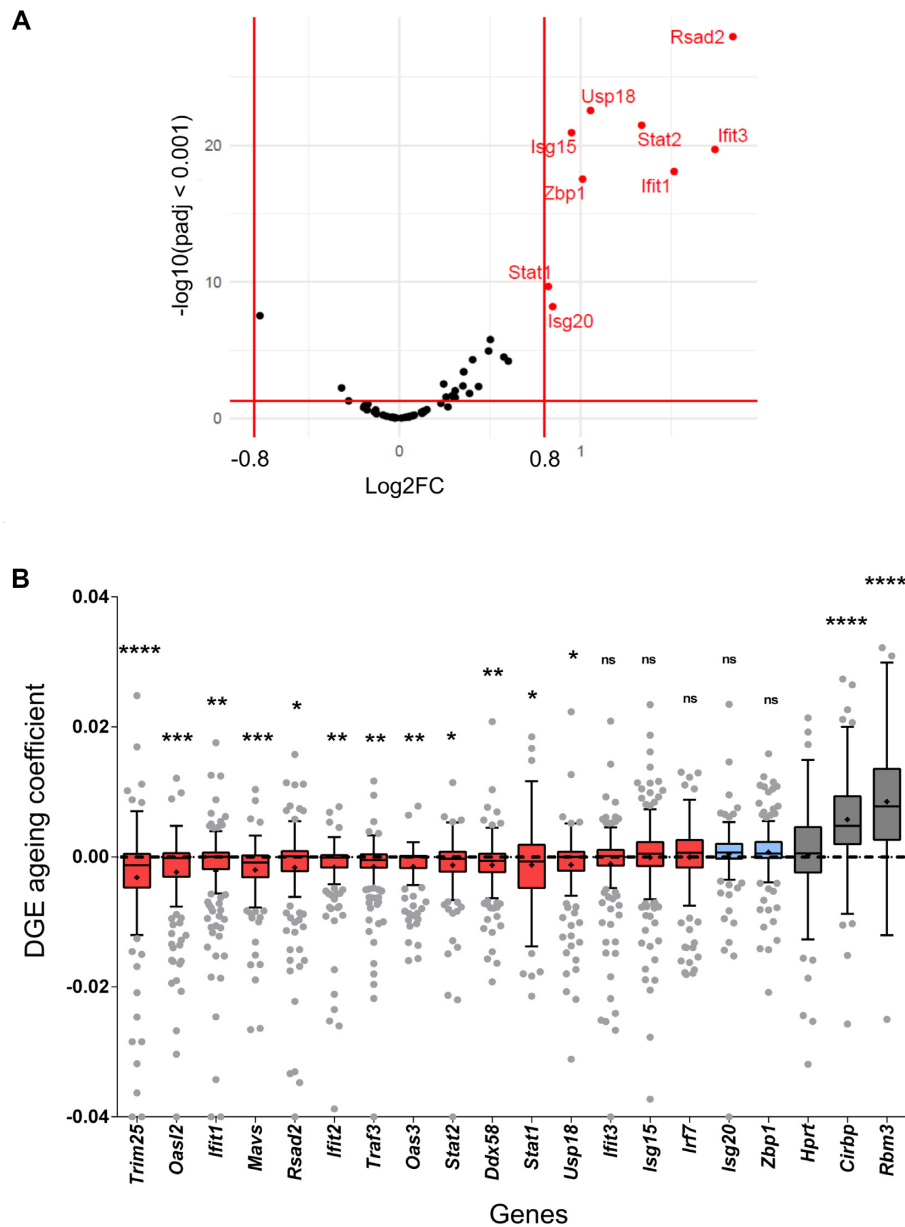 A
-log10(padj < 0.001)
20
10
0
Rsad2
Usp18
Isg15
Stat2
Ifit3
Zbp1
Ifit1
Stat1
Isg20
-0.8
0
0.8
1
Log2FC
B
DGE ageing coefficient
0.04
0.02
0.00
-0.02
-0.04
**** *** ** *** * ** ** ** * ** * * ns ns ns ns ns **** ****
Trim25 Oasl2 Ifit1 Mavs Rsad2 Ifit2 Traf3 Oas3 Stat2 Ddx58 Stat1 Usp18 Ifit3 Isg15 Irf7 Isg20 Zbp1 Hprt Cirbp Rbm3
Genes